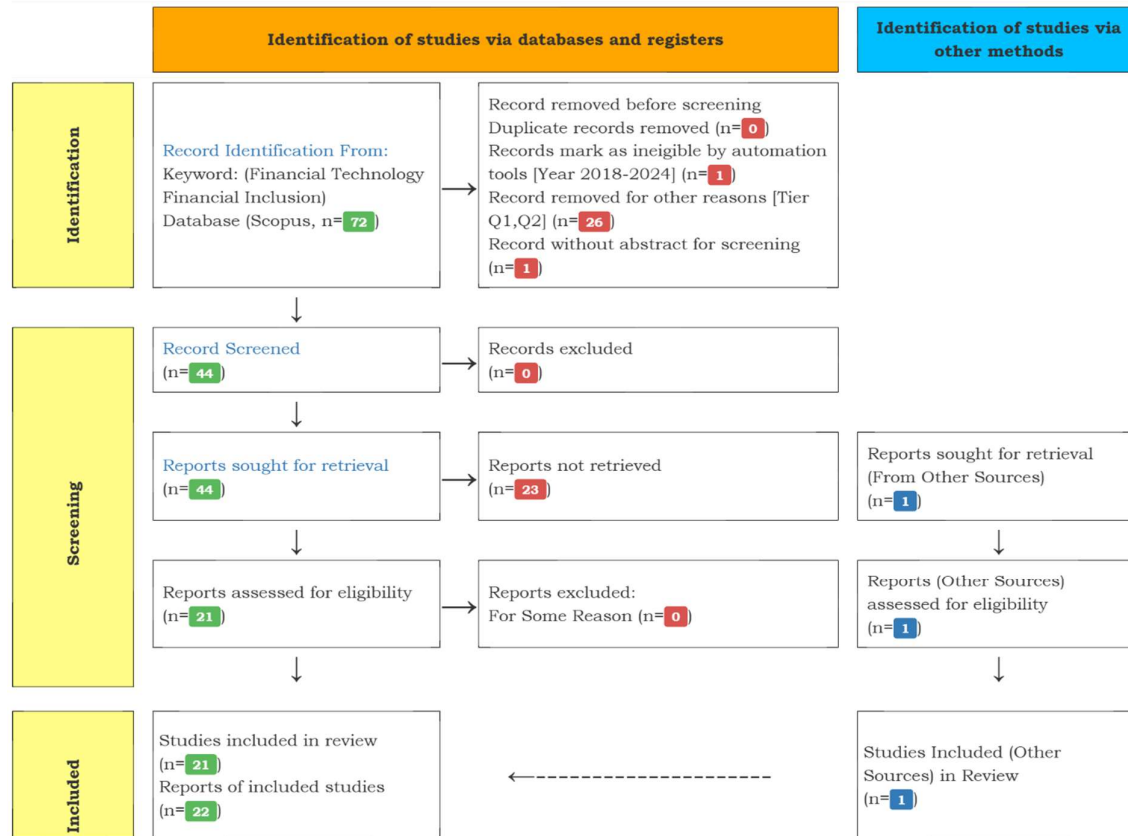 Identification of studies via databases and registers
Identification of studies via
other methods
Identification
Record Identification From:
Keyword: (Financial Technology
Financial Inclusion)
Database (Scopus, n= 72 )
Record removed before screening
Duplicate records removed (n= 0 )
Records mark as ineigible by automation
tools [Year 2018-2024] (n= 1 )
Record removed for other reasons [Tier
Q1,Q2] (n= 26 )
Record without abstract for screening
(n= 1 )
Screening
Record Screened
(n= 44 )
Records excluded
(n= 0 )
Reports sought for retrieval
(n= 44 )
Reports not retrieved
(n= 23 )
Reports sought for retrieval
(From Other Sources)
(n= 1 )
Reports assessed for eligibility
(n= 21 )
Reports excluded:
For Some Reason (n= 0 )
Reports (Other Sources)
assessed for eligibility
(n= 1 )
Included
Studies included in review
(n= 21 )
Reports of included studies
(n= 22 )
Studies Included (Other
Sources) in Review
(n= 1 )